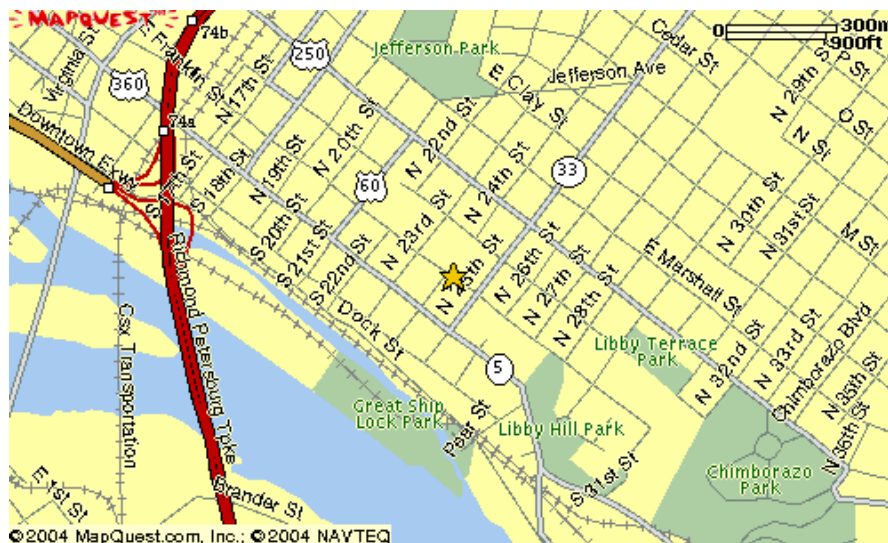 MAPQUEST
74b
0 300m
900ft
Virginia St
E Franklin St
N 17th St
250
Jefferson Park
E Clay St
Jefferson Ave
Cedar St
P St
N 29th St
O St
N St
360
74a
Downtown Expy
17th St
S 18th St
N 19th St
N 20th St
N 22nd St
33
60
N 24th St
N 23rd St
S 20th St
S 21st St
S 22nd St
N 25th St
N 26th St
N 27th St
N 28th St
N 30th St
N 31st St
M St
E Marshall St
Richmond Petersburg Tpke
Csx Transportation
Dock St
5
Libby Terrace
Park
N 32nd St
N 33rd St
Chimborazo Blvd
N 35th St
N 36th St
Great Ship
Lock Park
Pear St
Libby Hill Park
S 31st St
Chimborazo
Park
E 1st St
Brander St
©2004 MapQuest.com, Inc.; ©2004 NAVTEQ